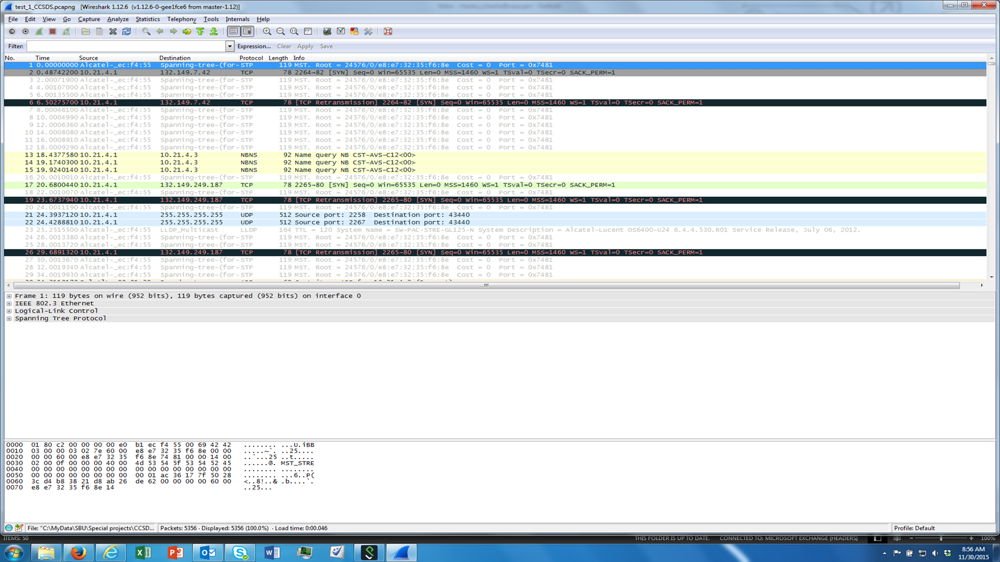 test_1_CCSDS.pcapng [Wireshark 1.12.6 (v1.12.6-0-gee1fce6 from master-1.12)]
File Edit View Go Capture Analyze Statistics Telephony Tools Internals Help
Filter: Expression... Clear Apply Save
No. Time Source Destination Protocol Length Info
1 0.00000000 Alcatel-_ec:f4:55 Spanning-tree-(for- STP 119 MST. Root = 24576/0/e8:e7:32:35:f6:8e Cost = 0 Port = 0x7481
2 0.48742200 10.21.4.1 132.149.7.42 TCP 78 2264→82 [SYN] Seq=0 Win=65535 Len=0 MSS=1460 WS=1 TSval=0 TSecr=0 SACK_PERM=1
3 2.00071900 Alcatel-_ec:f4:55 Spanning-tree-(for- STP 119 MST. Root = 24576/0/e8:e7:32:35:f6:8e Cost = 0 Port = 0x7481
4 4.00107000 Alcatel-_ec:f4:55 Spanning-tree-(for- STP 119 MST. Root = 24576/0/e8:e7:32:35:f6:8e Cost = 0 Port = 0x7481
5 6.00135500 Alcatel-_ec:f4:55 Spanning-tree-(for- STP 119 MST. Root = 24576/0/e8:e7:32:35:f6:8e Cost = 0 Port = 0x7481
6 6.50275700 10.21.4.1 132.149.7.42 TCP 78 [TCP Retransmission] 2264→82 [SYN] Seq=0 Win=65535 Len=0 MSS=1460 WS=1 TSval=0 TSecr=0 SACK_PERM=1
7 8.00046100 Alcatel-_ec:f4:55 Spanning-tree-(for- STP 119 MST. Root = 24576/0/e8:e7:32:35:f6:8e Cost = 0 Port = 0x7481
8 10.0004990 Alcatel-_ec:f4:55 Spanning-tree-(for- STP 119 MST. Root = 24576/0/e8:e7:32:35:f6:8e Cost = 0 Port = 0x7481
9 12.0006360 Alcatel-_ec:f4:55 Spanning-tree-(for- STP 119 MST. Root = 24576/0/e8:e7:32:35:f6:8e Cost = 0 Port = 0x7481
10 14.0008080 Alcatel-_ec:f4:55 Spanning-tree-(for- STP 119 MST. Root = 24576/0/e8:e7:32:35:f6:8e Cost = 0 Port = 0x7481
11 16.0008910 Alcatel-_ec:f4:55 Spanning-tree-(for- STP 119 MST. Root = 24576/0/e8:e7:32:35:f6:8e Cost = 0 Port = 0x7481
12 18.0009290 Alcatel-_ec:f4:55 Spanning-tree-(for- STP 119 MST. Root = 24576/0/e8:e7:32:35:f6:8e Cost = 0 Port = 0x7481
13 18.4377580 10.21.4.1 10.21.4.3 NBNS 92 Name query NB CST-AVS-C12<00>
14 19.1740300 10.21.4.1 10.21.4.3 NBNS 92 Name query NB CST-AVS-C12<00>
15 19.9240140 10.21.4.1 10.21.4.3 NBNS 92 Name query NB CST-AVS-C12<00>
16 20.0010010 Alcatel-_ec:f4:55 Spanning-tree-(for- STP 119 MST. Root = 24576/0/e8:e7:32:35:f6:8e Cost = 0 Port = 0x7481
17 20.6800440 10.21.4.1 132.149.249.187 TCP 78 2265→80 [SYN] Seq=0 Win=65535 Len=0 MSS=1460 WS=1 TSval=0 TSecr=0 SACK_PERM=1
18 22.0010070 Alcatel-_ec:f4:55 Spanning-tree-(for- STP 119 MST. Root = 24576/0/e8:e7:32:35:f6:8e Cost = 0 Port = 0x7481
19 23.6737940 10.21.4.1 132.149.249.187 TCP 78 [TCP Retransmission] 2265→80 [SYN] Seq=0 Win=65535 Len=0 MSS=1460 WS=1 TSval=0 TSecr=0 SACK_PERM=1
20 24.0011190 Alcatel-_ec:f4:55 Spanning-tree-(for- STP 119 MST. Root = 24576/0/e8:e7:32:35:f6:8e Cost = 0 Port = 0x7481
21 24.3937120 10.21.4.1 255.255.255.255 UDP 512 Source port: 2258 Destination port: 43440
22 24.4288810 10.21.4.1 255.255.255.255 UDP 512 Source port: 2267 Destination port: 43440
23 25.2515500 Alcatel-_ec:f4:55 LLDP_Multicast LLDP 164 TTL = 120 System Name = SW-PAC-STRE-GL125-N System Description = Alcatel-Lucent OS6400-U24 6.4.4.530.R01 Service Release, July 06, 2012.
24 26.0013380 Alcatel-_ec:f4:55 Spanning-tree-(for- STP 119 MST. Root = 24576/0/e8:e7:32:35:f6:8e Cost = 0 Port = 0x7481
25 28.0013720 Alcatel-_ec:f4:55 Spanning-tree-(for- STP 119 MST. Root = 24576/0/e8:e7:32:35:f6:8e Cost = 0 Port = 0x7481
26 29.6891320 10.21.4.1 132.149.249.187 TCP 78 [TCP Retransmission] 2265→80 [SYN] Seq=0 Win=65535 Len=0 MSS=1460 WS=1 TSval=0 TSecr=0 SACK_PERM=1
27 30.0013670 Alcatel-_ec:f4:55 Spanning-tree-(for- STP 119 MST. Root = 24576/0/e8:e7:32:35:f6:8e Cost = 0 Port = 0x7481
28 32.0019340 Alcatel-_ec:f4:55 Spanning-tree-(for- STP 119 MST. Root = 24576/0/e8:e7:32:35:f6:8e Cost = 0 Port = 0x7481
29 34.0019930 Alcatel-_ec:f4:55 Spanning-tree-(for- STP 119 MST. Root = 24576/0/e8:e7:32:35:f6:8e Cost = 0 Port = 0x7481
Frame 1: 119 bytes on wire (952 bits), 119 bytes captured (952 bits) on interface 0
IEEE 802.3 Ethernet
Logical-Link Control
Spanning Tree Protocol
0000 01 80 c2 00 00 00 00 e0 b1 ec f4 55 00 69 42 42 ........ ...U.iBB
0010 03 00 00 03 02 7e 60 00 e8 e7 32 35 f6 8e 00 00 .....~`. ..25....
0020 00 00 60 00 e8 e7 32 35 f6 8e 74 81 00 00 14 00 ..`...25 ..t.....
0030 02 00 0f 00 00 00 40 00 4d 53 54 5f 53 54 52 45 ......@. MST_STRE
0040 00 00 00 00 00 00 00 00 00 00 00 00 00 00 00 00 ........ ........
0050 00 00 00 00 00 00 00 00 00 01 ac 36 17 7f 50 28 ........ ...6..P(
0060 3c d4 b8 38 21 d8 ab 26 de 62 00 00 00 00 60 00 <..8!..& .b....`.
0070 e8 e7 32 35 f6 8e 14 ..25...
File: "C:\MyData\SBU\Special projects\CCSD... Packets: 5356 · Displayed: 5356 (100.0%) · Load time: 0:00.046 Profile: Default
ITEMS: 50 THIS FOLDER IS UP TO DATE. CONNECTED TO: MICROSOFT EXCHANGE (HEADERS) 100%
8:56 AM
11/30/2015